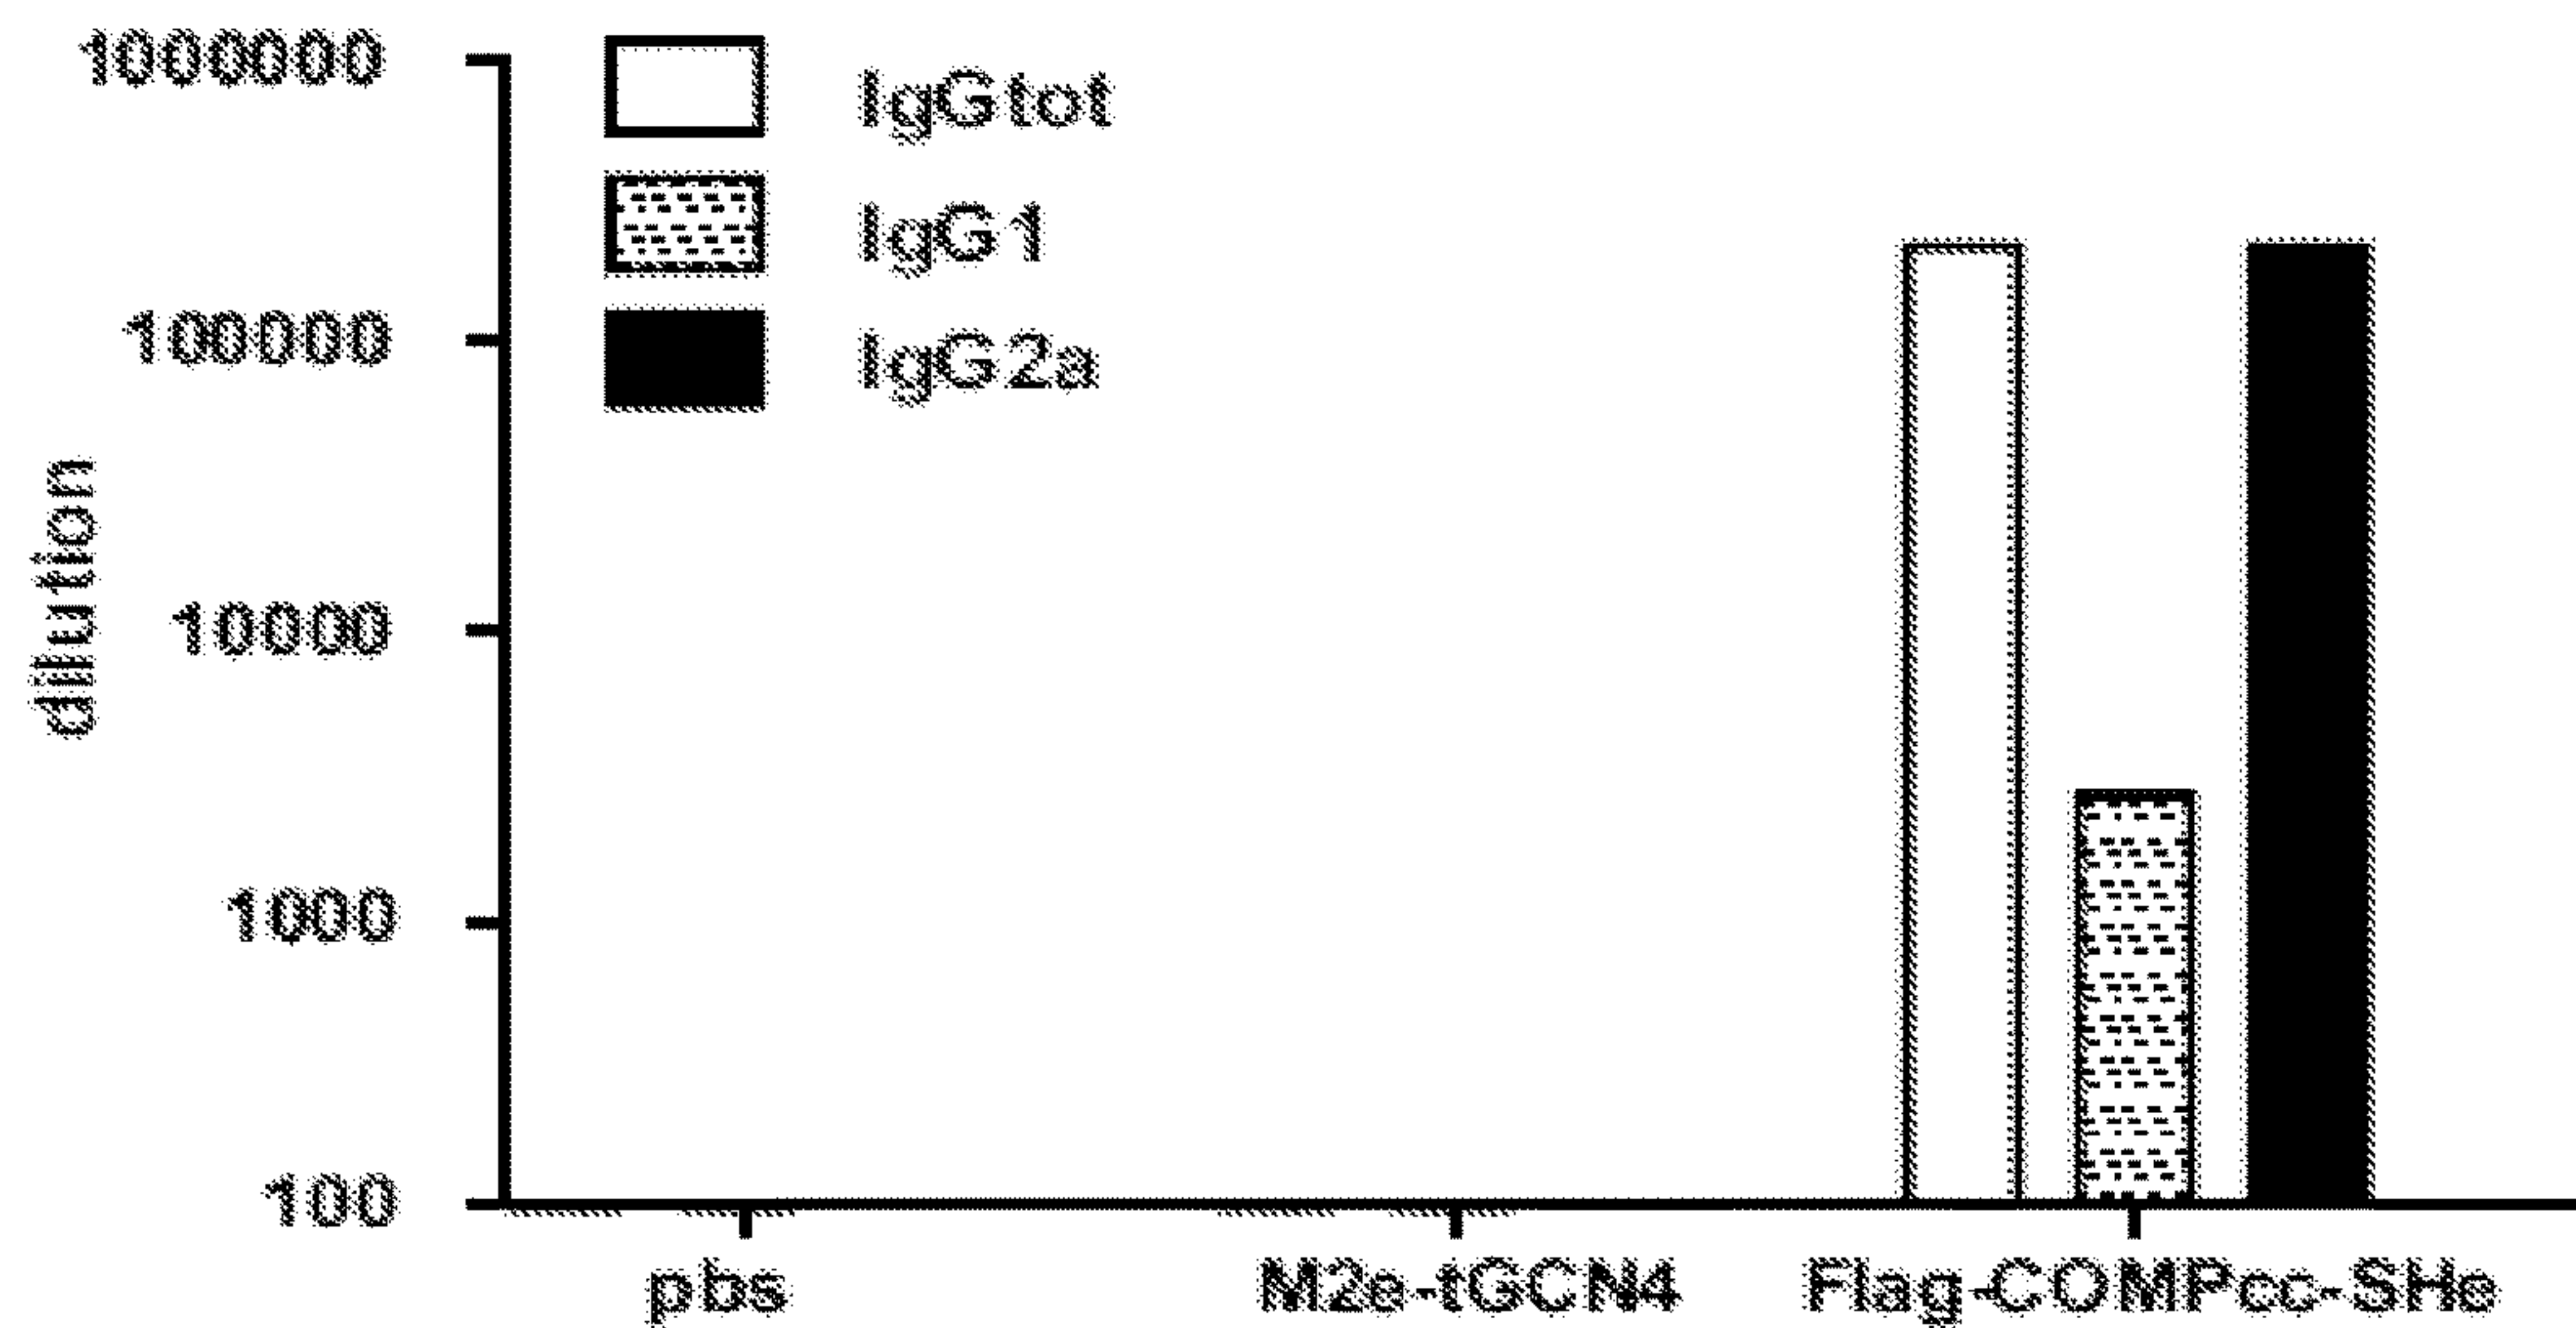 1000000
100000
10000
1000
100
dilution
IgGtot
IgG1
IgG2a
pbs
M2e-tGCN4
Flag-COMPcc-SHe